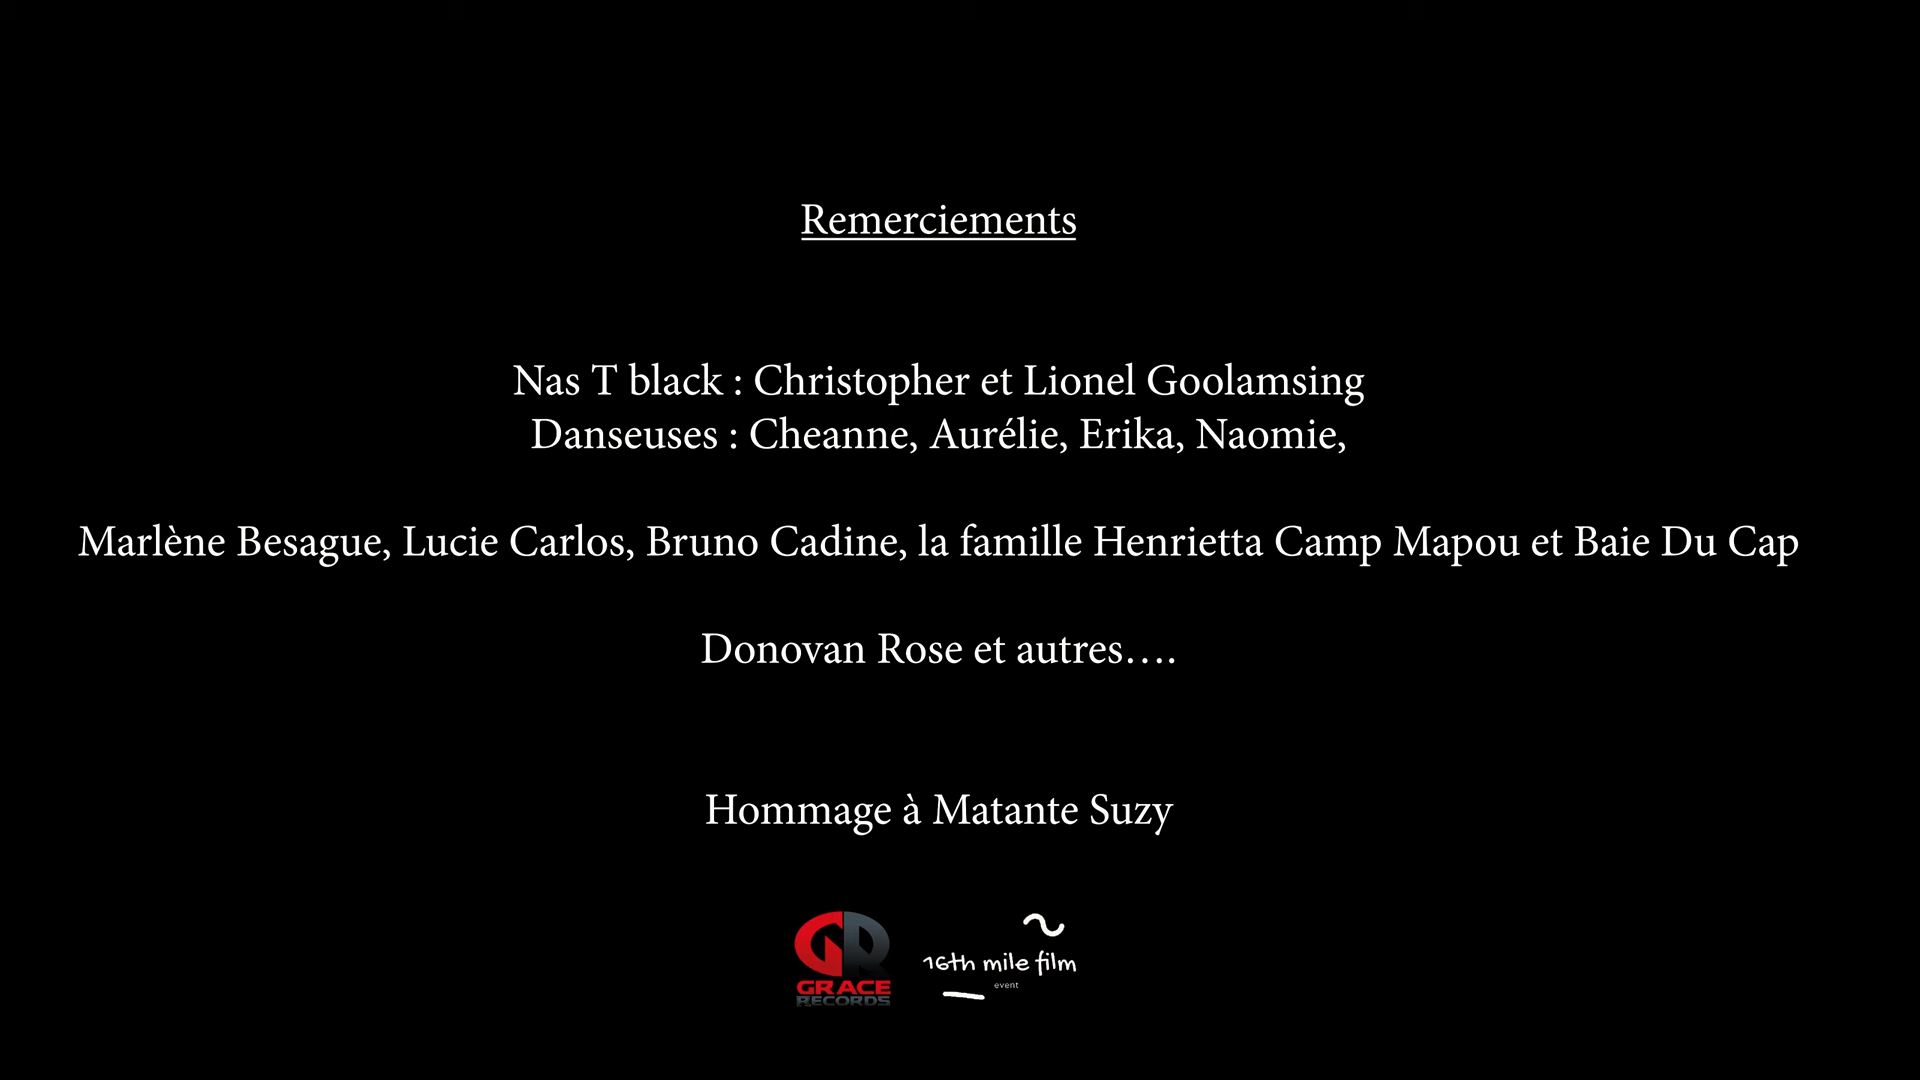 Remerciements
Nas T black : Christopher et Lionel Goolamsing
Danseuses : Cheanne, Aurélie, Erika, Naomie,
Marlène Besague, Lucie Carlos, Bruno Cadine, la famille Henrietta Camp Mapou et Baie Du Cap
Donovan Rose et autres….
Hommage à Matante Suzy
GR
GRACE
RECORDS
16th mile film
event